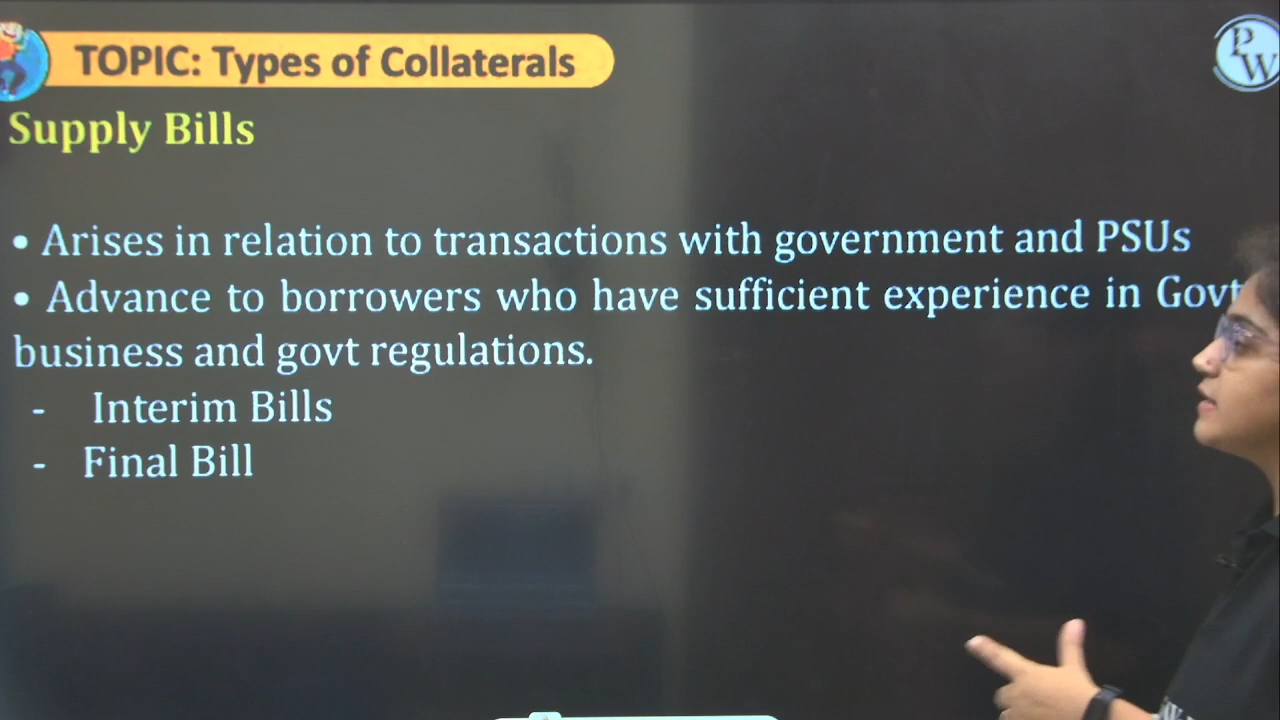 TOPIC: Types of Collaterals
PW
Supply Bills
• Arises in relation to transactions with government and PSUs
• Advance to borrowers who have sufficient experience in Govt
business and govt regulations.
- Interim Bills
- Final Bill